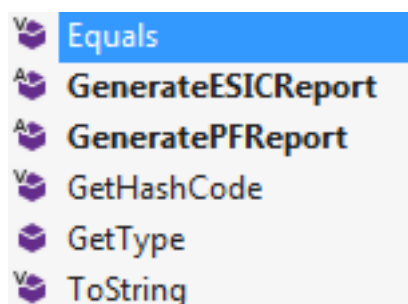 V Equals
A GenerateESICReport
A GeneratePFReport
V GetHashCode
GetType
V ToString